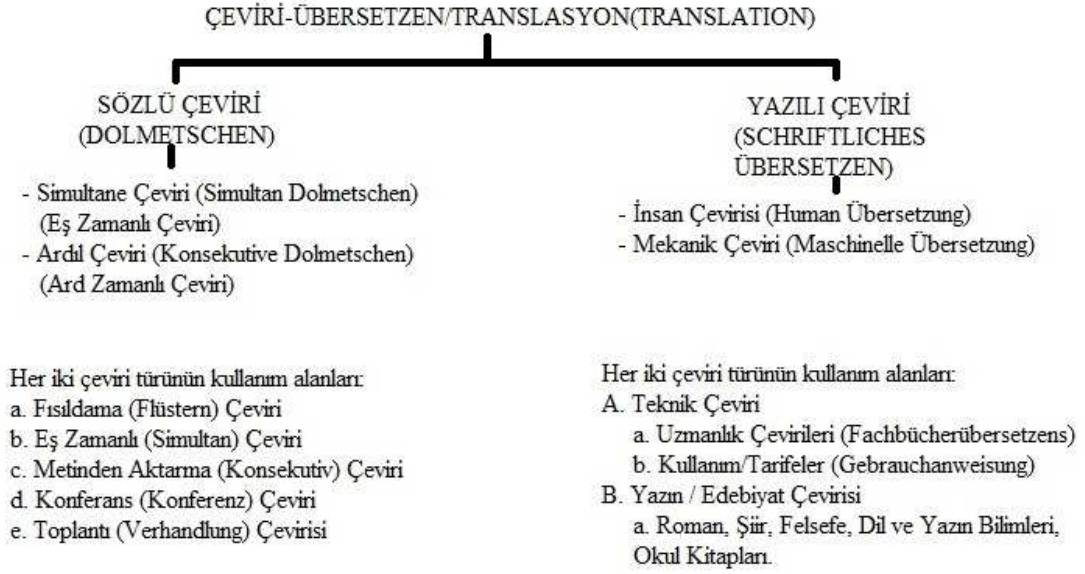 ÇEVİRİ-ÜBERSETZEN/TRANSLASYON(TRANSLATION)
SÖZLÜ ÇEVİRİ
(DOLMETSCHEN)
- Simultane Çeviri (Simultan Dolmetschen)
(Eş Zamanlı Çeviri)
- Ardıl Çeviri (Konsekutive Dolmetschen)
(Ard Zamanlı Çeviri)
YAZILI ÇEVİRİ
(SCHRIFTLICHES
ÜBERSETZEN)
- İnsan Çevirisi (Human Übersetzung)
- Mekanik Çeviri (Maschinelle Übersetzung)
Her iki çeviri türünün kullanım alanları:
a. Fısıldama (Flüstern) Çeviri
b. Eş Zamanlı (Simultan) Çeviri
c. Metinden Aktarma (Konsekutiv) Çeviri
d. Konferans (Konferenz) Çeviri
e. Toplantı (Verhandlung) Çevirisi
Her iki çeviri türünün kullanım alanları:
A. Teknik Çeviri
a. Uzmanlık Çevirileri (Fachbücherübersetzens)
b. Kullanım/Tarifeler (Gebrauchanweisung)
B. Yazın / Edebiyat Çevirisi
a. Roman, Şiir, Felsefe, Dil ve Yazın Bilimleri,
Okul Kitapları.